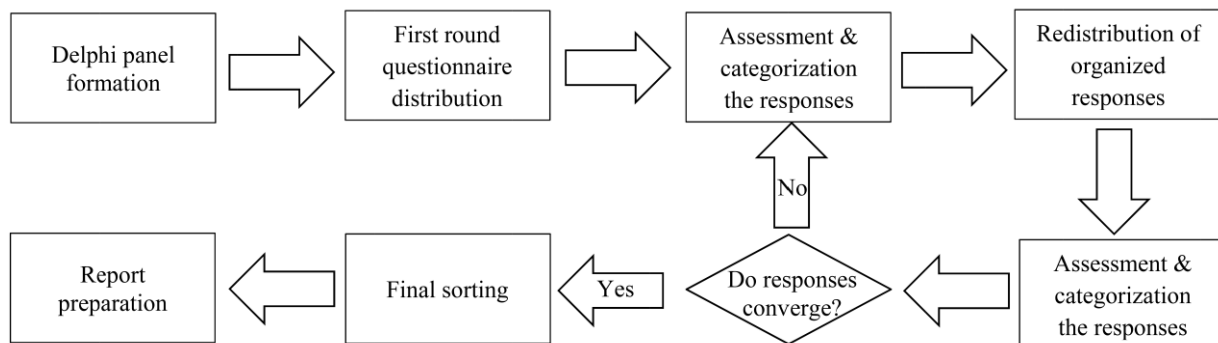 Delphi panel
formation
First round
questionnaire
distribution
Assessment &
categorization
the responses
Redistribution of
organized
responses
No
Report
preparation
Final sorting
Yes
Do responses
converge?
Assessment &
categorization
the responses